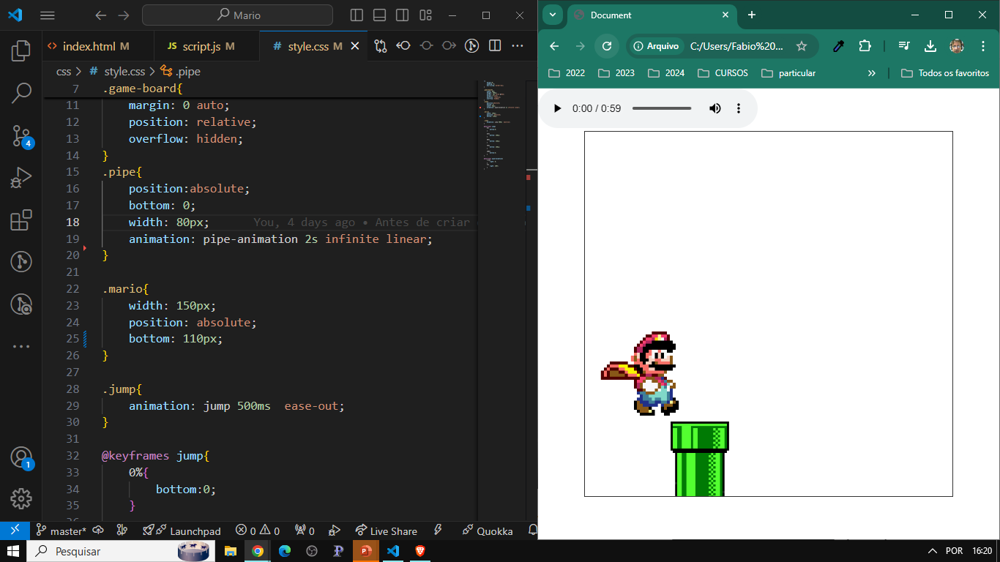 Mario
index.html M
JS script.js M
# style.css M
css > # style.css > .pipe
7 .game-board{
11 margin: 0 auto;
12 position: relative;
13 overflow: hidden;
14 }
15 .pipe{
16 position:absolute;
17 bottom: 0;
18 width: 80px; You, 4 days ago • Antes de criar
19 animation: pipe-animation 2s infinite linear;
20 }
21
22 .mario{
23 width: 150px;
24 position: absolute;
25 bottom: 110px;
26 }
27
28 .jump{
29 animation: jump 500ms  ease-out;
30 }
31
32 @keyframes jump{
33 0%{
34 bottom:0;
35 }
4
1
master* Launchpad 0 0 0 Live Share Quokka
Document
Arquivo C:/Users/Fabio%20...
2022 2023 2024 CURSOS particular » Todos os favoritos
0:00 / 0:59
Pesquisar
POR 16:20